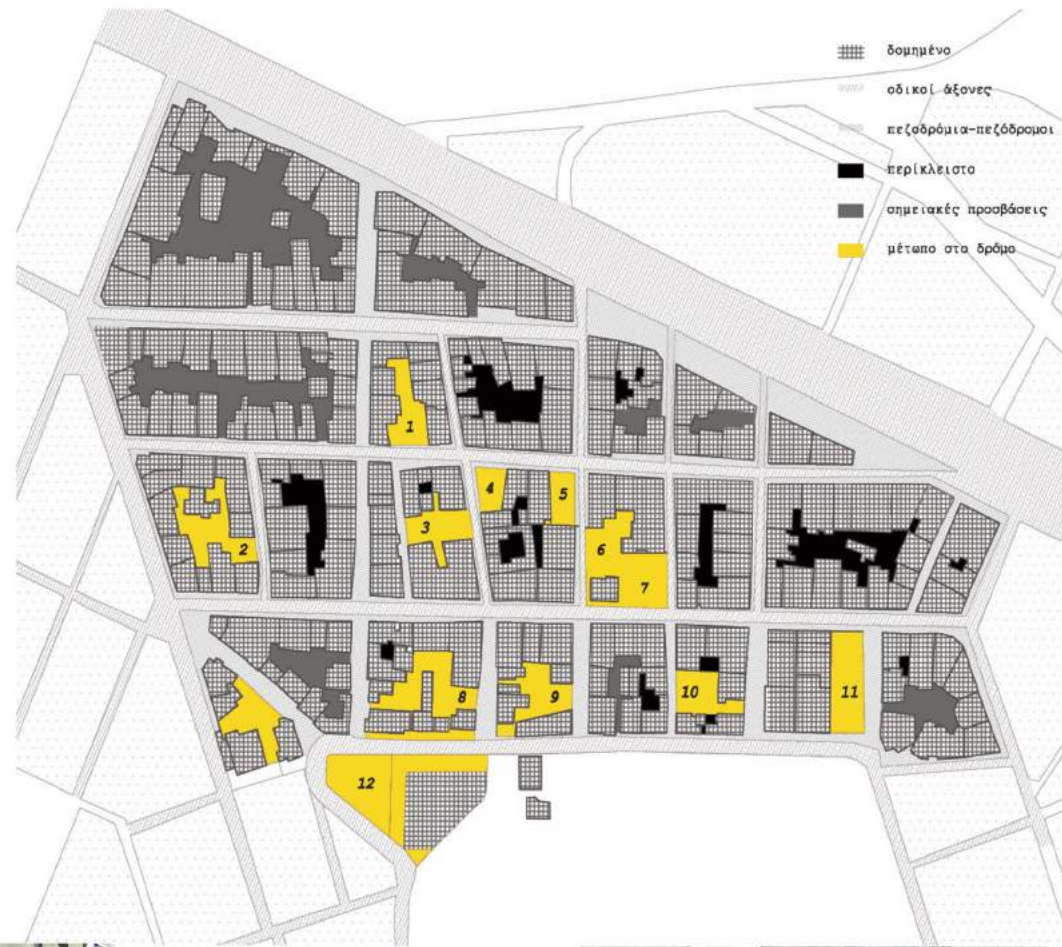 δομημένο
οδικοί άξονες
πεζοδρόμια-πεζόδρομοι
περίκλειστο
σημειακές προσβάσεις
μέτωπο στο δρόμο
1
2
3
4
5
6
7
8
9
10
11
12